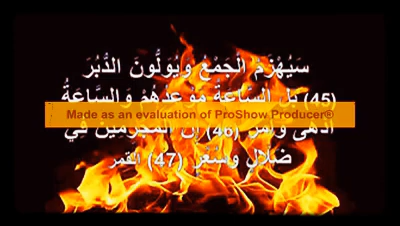 سَيُهْزَمُ الْجَمْعُ وَيُوَلُّونَ الدُّبُرَ
(45) بَلِ السَّاعَةُ مَوْعِدُهُمْ وَالسَّاعَةُ
Made as an evaluation of ProShow Producer®
أَدْهَى وَأَمَرُّ (46) إِنَّ الْمُجْرِمِينَ فِي
ضَلَالٍ وَسُعُرٍ (47) القمر